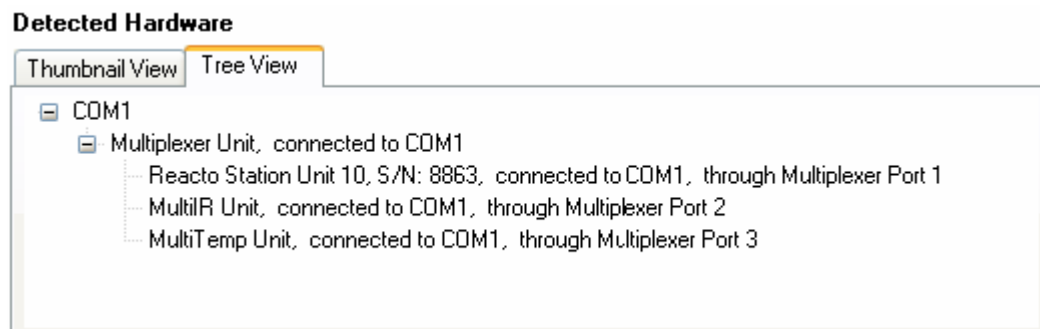 Detected Hardware
Thumbnail View Tree View
COM1
Multiplexer Unit, connected to COM1
Reacto Station Unit 10, S/N: 8863, connected to COM1, through Multiplexer Port 1
MultiIR Unit, connected to COM1, through Multiplexer Port 2
MultiTemp Unit, connected to COM1, through Multiplexer Port 3